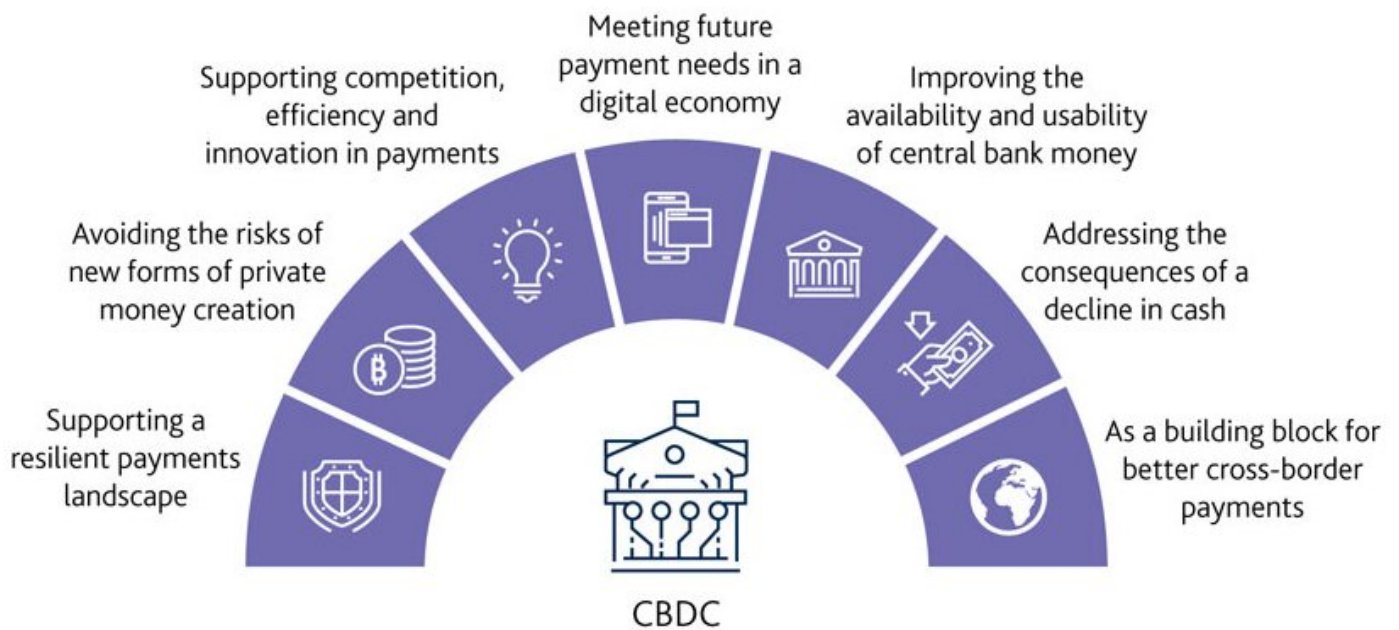 Meeting future
payment needs in a
digital economy
Supporting competition,
efficiency and
innovation in payments
Improving the
availability and usability
of central bank money
Avoiding the risks of
new forms of private
money creation
Addressing the
consequences of a
decline in cash
Supporting a
resilient payments
landscape
As a building block for
better cross-border
payments
B
CBDC